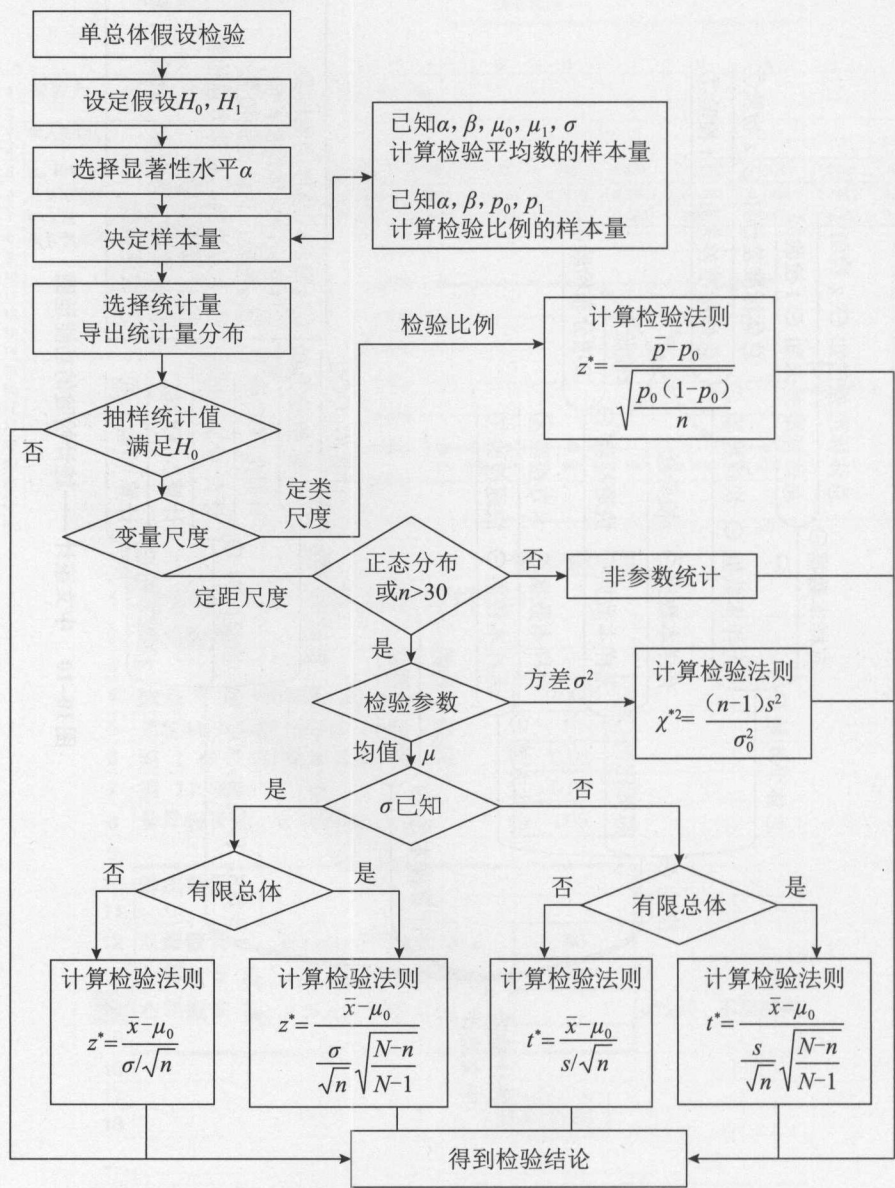 单总体假设检验
设定假设H₀, H₁
选择显著性水平α
决定样本量
已知α, β, μ₀, μ₁, σ
计算检验平均数的样本量
已知α, β, p₀, p₁
计算检验比例的样本量
选择统计量
导出统计量分布
检验比例
计算检验法则
z*= (p̄−p₀) / √(p₀(1−p₀)/n)
抽样统计值
满足H₀
否
变量尺度
定类
尺度
定距尺度
正态分布
或n>30
否
非参数统计
是
检验参数
方差σ²
计算检验法则
χ*²= (n−1)s² / σ₀²
均值 μ
σ已知
是
否
有限总体
否
是
有限总体
否
是
计算检验法则
z*= (x̄−μ₀) / (σ/√n)
计算检验法则
z*= (x̄−μ₀) / ((σ/√n) √((N−n)/(N−1)))
计算检验法则
t*= (x̄−μ₀) / (s/√n)
计算检验法则
t*= (x̄−μ₀) / ((s/√n) √((N−n)/(N−1)))
得到检验结论